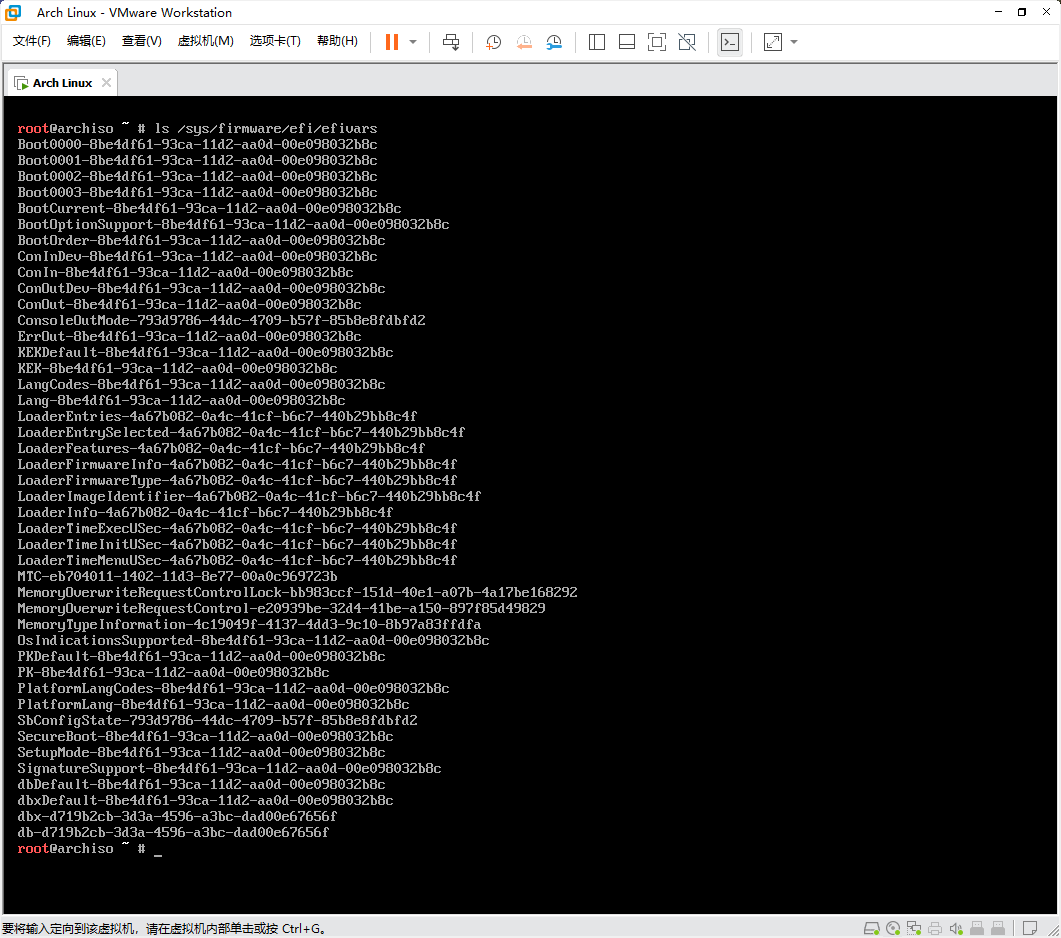 Arch Linux - VMware Workstation
文件(F) 编辑(E) 查看(V) 虚拟机(M) 选项卡(T) 帮助(H)
Arch Linux
root@archiso ~ # ls /sys/firmware/efi/efivars
Boot0000-8be4df61-93ca-11d2-aa0d-00e098032b8c
Boot0001-8be4df61-93ca-11d2-aa0d-00e098032b8c
Boot0002-8be4df61-93ca-11d2-aa0d-00e098032b8c
Boot0003-8be4df61-93ca-11d2-aa0d-00e098032b8c
BootCurrent-8be4df61-93ca-11d2-aa0d-00e098032b8c
BootOptionSupport-8be4df61-93ca-11d2-aa0d-00e098032b8c
BootOrder-8be4df61-93ca-11d2-aa0d-00e098032b8c
ConInDev-8be4df61-93ca-11d2-aa0d-00e098032b8c
ConIn-8be4df61-93ca-11d2-aa0d-00e098032b8c
ConOutDev-8be4df61-93ca-11d2-aa0d-00e098032b8c
ConOut-8be4df61-93ca-11d2-aa0d-00e098032b8c
ConsoleOutMode-793d9786-44dc-4709-b57f-85b8e8fdbfd2
ErrOut-8be4df61-93ca-11d2-aa0d-00e098032b8c
KEKDefault-8be4df61-93ca-11d2-aa0d-00e098032b8c
KEK-8be4df61-93ca-11d2-aa0d-00e098032b8c
LangCodes-8be4df61-93ca-11d2-aa0d-00e098032b8c
Lang-8be4df61-93ca-11d2-aa0d-00e098032b8c
LoaderEntries-4a67b082-0a4c-41cf-b6c7-440b29bb8c4f
LoaderEntrySelected-4a67b082-0a4c-41cf-b6c7-440b29bb8c4f
LoaderFeatures-4a67b082-0a4c-41cf-b6c7-440b29bb8c4f
LoaderFirmwareInfo-4a67b082-0a4c-41cf-b6c7-440b29bb8c4f
LoaderFirmwareType-4a67b082-0a4c-41cf-b6c7-440b29bb8c4f
LoaderImageIdentifier-4a67b082-0a4c-41cf-b6c7-440b29bb8c4f
LoaderInfo-4a67b082-0a4c-41cf-b6c7-440b29bb8c4f
LoaderTimeExecUSec-4a67b082-0a4c-41cf-b6c7-440b29bb8c4f
LoaderTimeInitUSec-4a67b082-0a4c-41cf-b6c7-440b29bb8c4f
LoaderTimeMenuUSec-4a67b082-0a4c-41cf-b6c7-440b29bb8c4f
MTC-eb704011-1402-11d3-8e77-00a0c969723b
MemoryOverwriteRequestControlLock-bb983ccf-151d-40e1-a07b-4a17be168292
MemoryOverwriteRequestControl-e20939be-32d4-41be-a150-897f85d49829
MemoryTypeInformation-4c19049f-4137-4dd3-9c10-8b97a83ffdfa
OsIndicationsSupported-8be4df61-93ca-11d2-aa0d-00e098032b8c
PKDefault-8be4df61-93ca-11d2-aa0d-00e098032b8c
PK-8be4df61-93ca-11d2-aa0d-00e098032b8c
PlatformLangCodes-8be4df61-93ca-11d2-aa0d-00e098032b8c
PlatformLang-8be4df61-93ca-11d2-aa0d-00e098032b8c
SbConfigState-793d9786-44dc-4709-b57f-85b8e8fdbfd2
SecureBoot-8be4df61-93ca-11d2-aa0d-00e098032b8c
SetupMode-8be4df61-93ca-11d2-aa0d-00e098032b8c
SignatureSupport-8be4df61-93ca-11d2-aa0d-00e098032b8c
dbDefault-8be4df61-93ca-11d2-aa0d-00e098032b8c
dbxDefault-8be4df61-93ca-11d2-aa0d-00e098032b8c
dbx-d719b2cb-3d3a-4596-a3bc-dad00e67656f
db-d719b2cb-3d3a-4596-a3bc-dad00e67656f
root@archiso ~ # _
要将输入定向到该虚拟机，请在虚拟机内部单击或按 Ctrl+G。